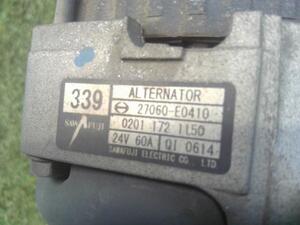 339
ALTERNATOR
27060-E0410
SAWAFUJI
0201 172 1150
24V 60A QI 0614
SAWAFUJI ELECTRIC CO LTD